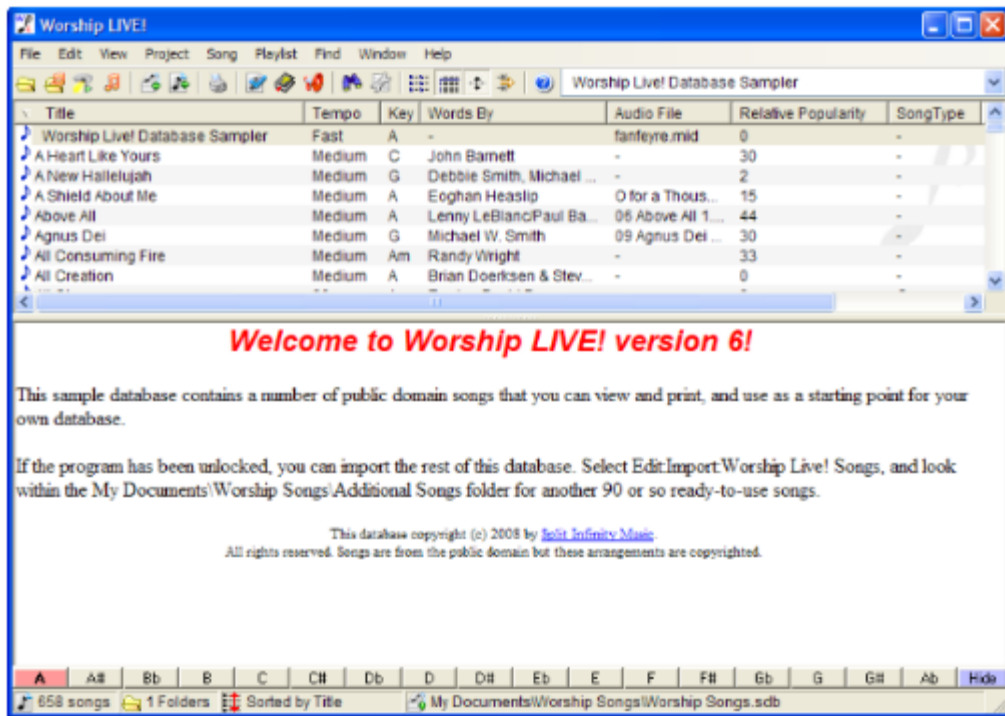 Worship LIVE!
File Edit View Project Song Playlist Find Window Help
Worship Live! Database Sampler
Title Tempo Key Words By Audio File Relative Popularity SongType
Worship Live! Database Sampler Fast A - fanfeyre.mid 0 -
A Heart Like Yours Medium C John Barnett - 30 -
A New Hallelujah Medium G Debbie Smith, Michael ... - 2 -
A Shield About Me Medium A Eoghan Heaslip O for a Thous... 15 -
Above All Medium A Lenny LeBlanc/Paul Ba... 06 Above All 1... 44 -
Agnus Dei Medium G Michael W. Smith 09 Agnus Dei ... 30 -
All Consuming Fire Medium Am Randy Wright - 33 -
All Creation Medium A Brian Doerksen & Stev... - 0 -
Welcome to Worship LIVE! version 6!
This sample database contains a number of public domain songs that you can view and print, and use as a starting point for your
own database.
If the program has been unlocked, you can import the rest of this database. Select Edit:Import:Worship Live! Songs, and look
within the My Documents\Worship Songs\Additional Songs folder for another 90 or so ready-to-use songs.
This database copyright (c) 2008 by Split Infinity Music.
All rights reserved. Songs are from the public domain but these arrangements are copyrighted.
A A# Bb B C C# Db D D# Eb E F F# Gb G G# Ab Hide
658 songs 1 Folders Sorted by Title My Documents\Worship Songs\Worship Songs.sdb